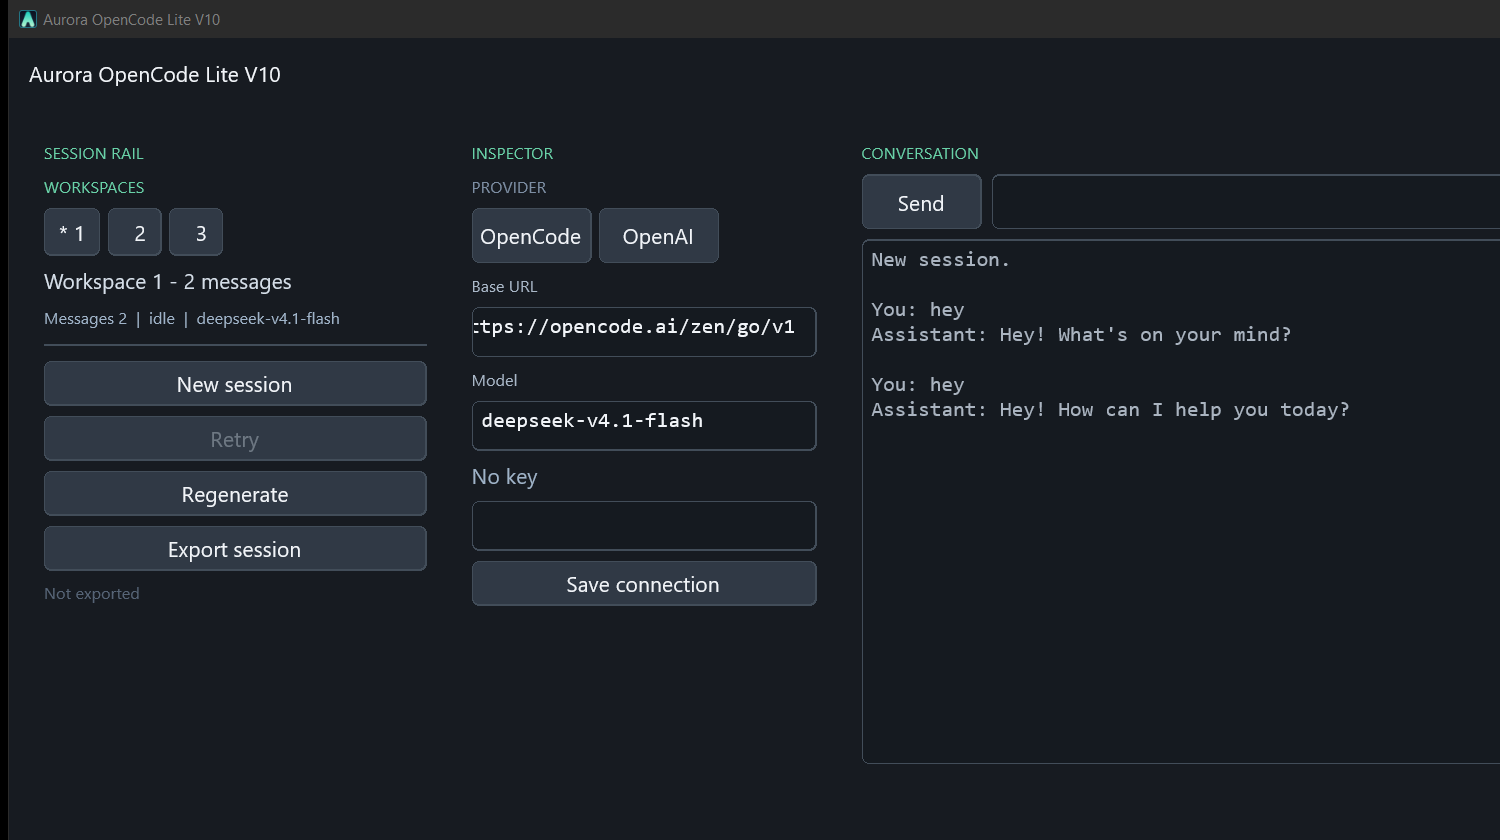 Aurora OpenCode Lite V10
Aurora OpenCode Lite V10
SESSION RAIL
WORKSPACES
* 1
2
3
Workspace 1 - 2 messages
Messages 2 | idle | deepseek-v4.1-flash
New session
Retry
Regenerate
Export session
Not exported
INSPECTOR
PROVIDER
OpenCode
OpenAI
Base URL
ttps://opencode.ai/zen/go/v1
Model
deepseek-v4.1-flash
No key
Save connection
CONVERSATION
Send
New session.
You: hey
Assistant: Hey! What's on your mind?
You: hey
Assistant: Hey! How can I help you today?